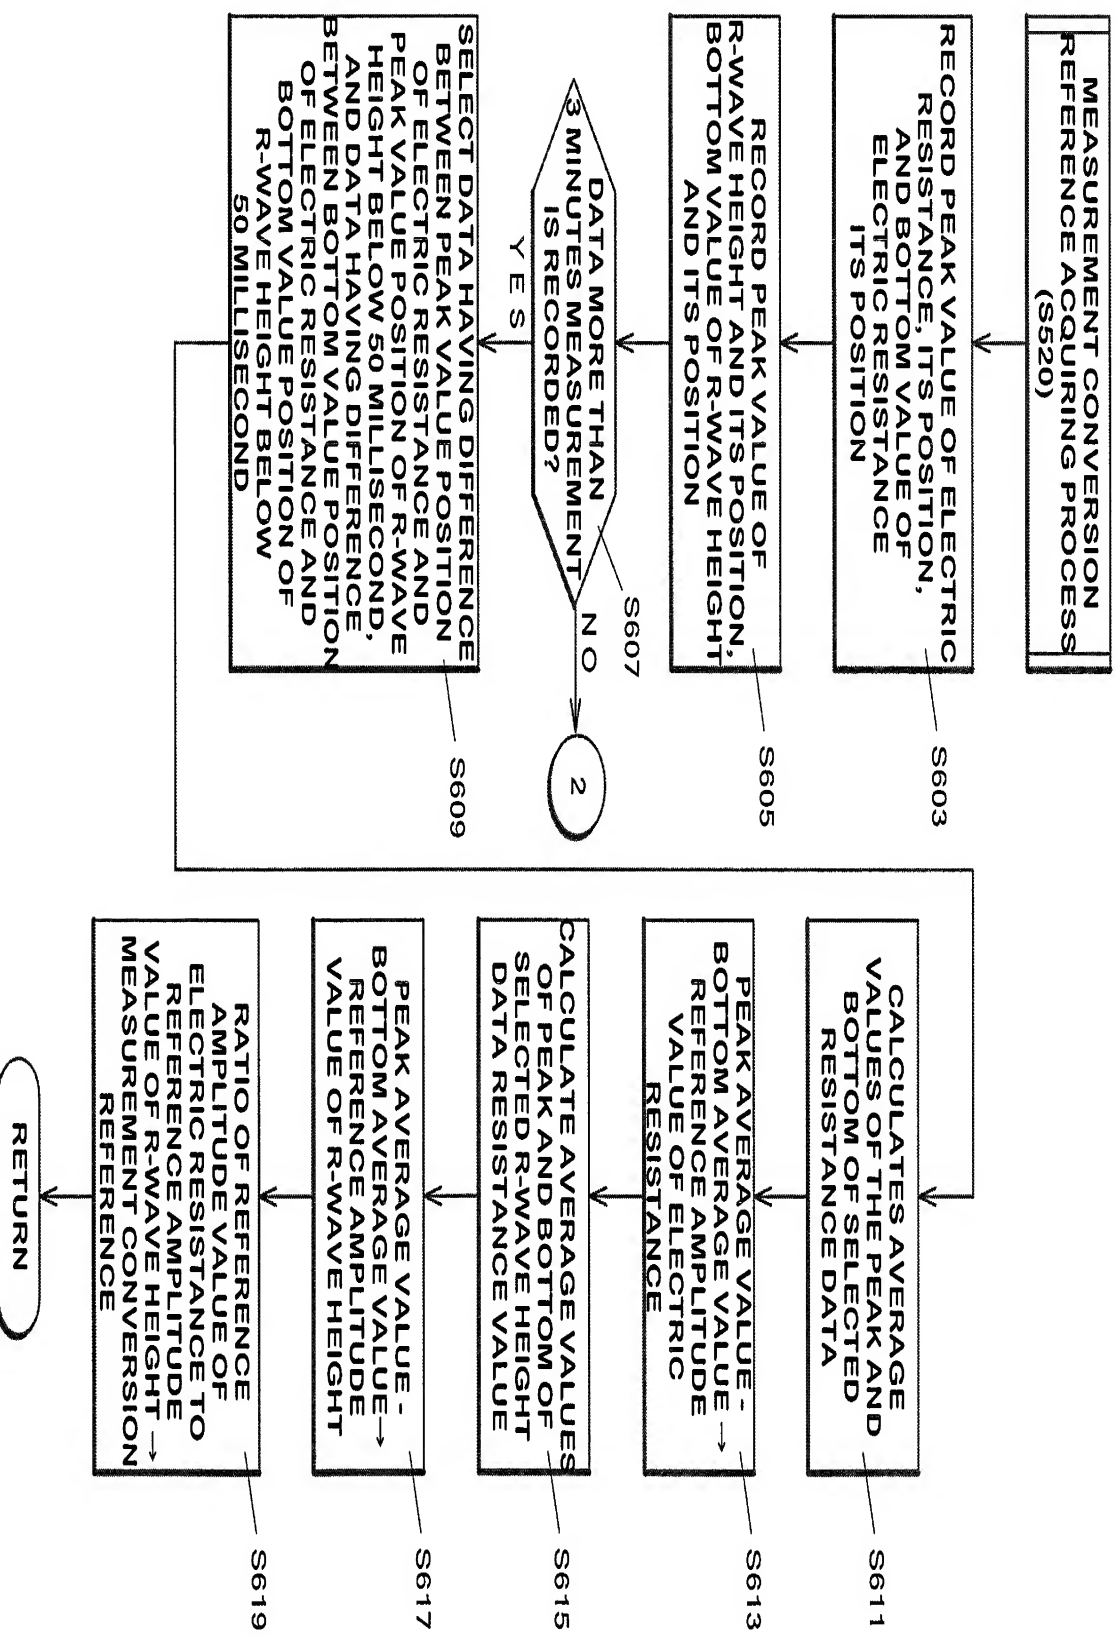 MEASUREMENT CONVERSION
REFERENCE ACQUIRING PROCESS
(S520)
RECORD PEAK VALUE OF ELECTRIC
RESISTANCE, ITS POSITION,
AND BOTTOM VALUE OF
ELECTRIC RESISTANCE
ITS POSITION
S603
RECORD PEAK VALUE OF
R-WAVE HEIGHT AND ITS POSITION,
BOTTOM VALUE OF R-WAVE HEIGHT
AND ITS POSITION
S605
DATA MORE THAN
3 MINUTES MEASUREMENT
IS RECORDED?
S607
NO
2
YES
SELECT DATA HAVING DIFFERENCE
BETWEEN PEAK VALUE POSITION
OF ELECTRIC RESISTANCE AND
PEAK VALUE POSITION OF R-WAVE
HEIGHT BELOW 50 MILLISECOND,
AND DATA HAVING DIFFERENCE
BETWEEN BOTTOM VALUE POSITION
OF ELECTRIC RESISTANCE AND
BOTTOM VALUE POSITION OF
R-WAVE HEIGHT BELOW
50 MILLISECOND
S609
CALCULATES AVERAGE
VALUES OF THE PEAK AND
BOTTOM OF SELECTED
RESISTANCE DATA
S611
PEAK AVERAGE VALUE -
BOTTOM AVERAGE VALUE →
REFERENCE AMPLITUDE
VALUE OF ELECTRIC
RESISTANCE
S613
CALCULATE AVERAGE VALUES
OF PEAK AND BOTTOM OF
SELECTED R-WAVE HEIGHT
DATA RESISTANCE VALUE
S615
PEAK AVERAGE VALUE -
BOTTOM AVERAGE VALUE→
REFERENCE AMPLITUDE
VALUE OF R-WAVE HEIGHT
S617
RATIO OF REFERENCE
AMPLITUDE VALUE OF
ELECTRIC RESISTANCE TO
REFERENCE AMPLITUDE
VALUE OF R-WAVE HEIGHT →
MEASUREMENT CONVERSION
REFERENCE
S619
RETURN